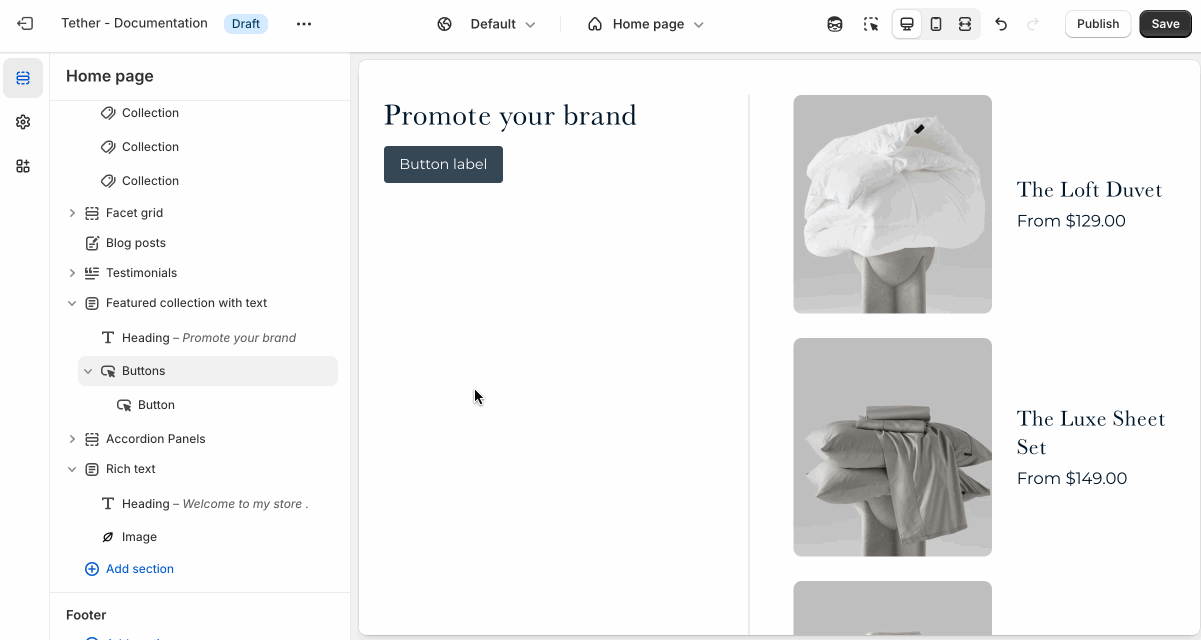 Tether - Documentation Draft Default Home page Publish Save
Home page
Collection
Collection
Collection
Facet grid
Blog posts
Testimonials
Featured collection with text
Heading – Promote your brand
Buttons
Button
Accordion Panels
Rich text
Heading – Welcome to my store .
Image
Add section
Footer
Promote your brand
Button label
The Loft Duvet
From $129.00
The Luxe Sheet
Set
From $149.00